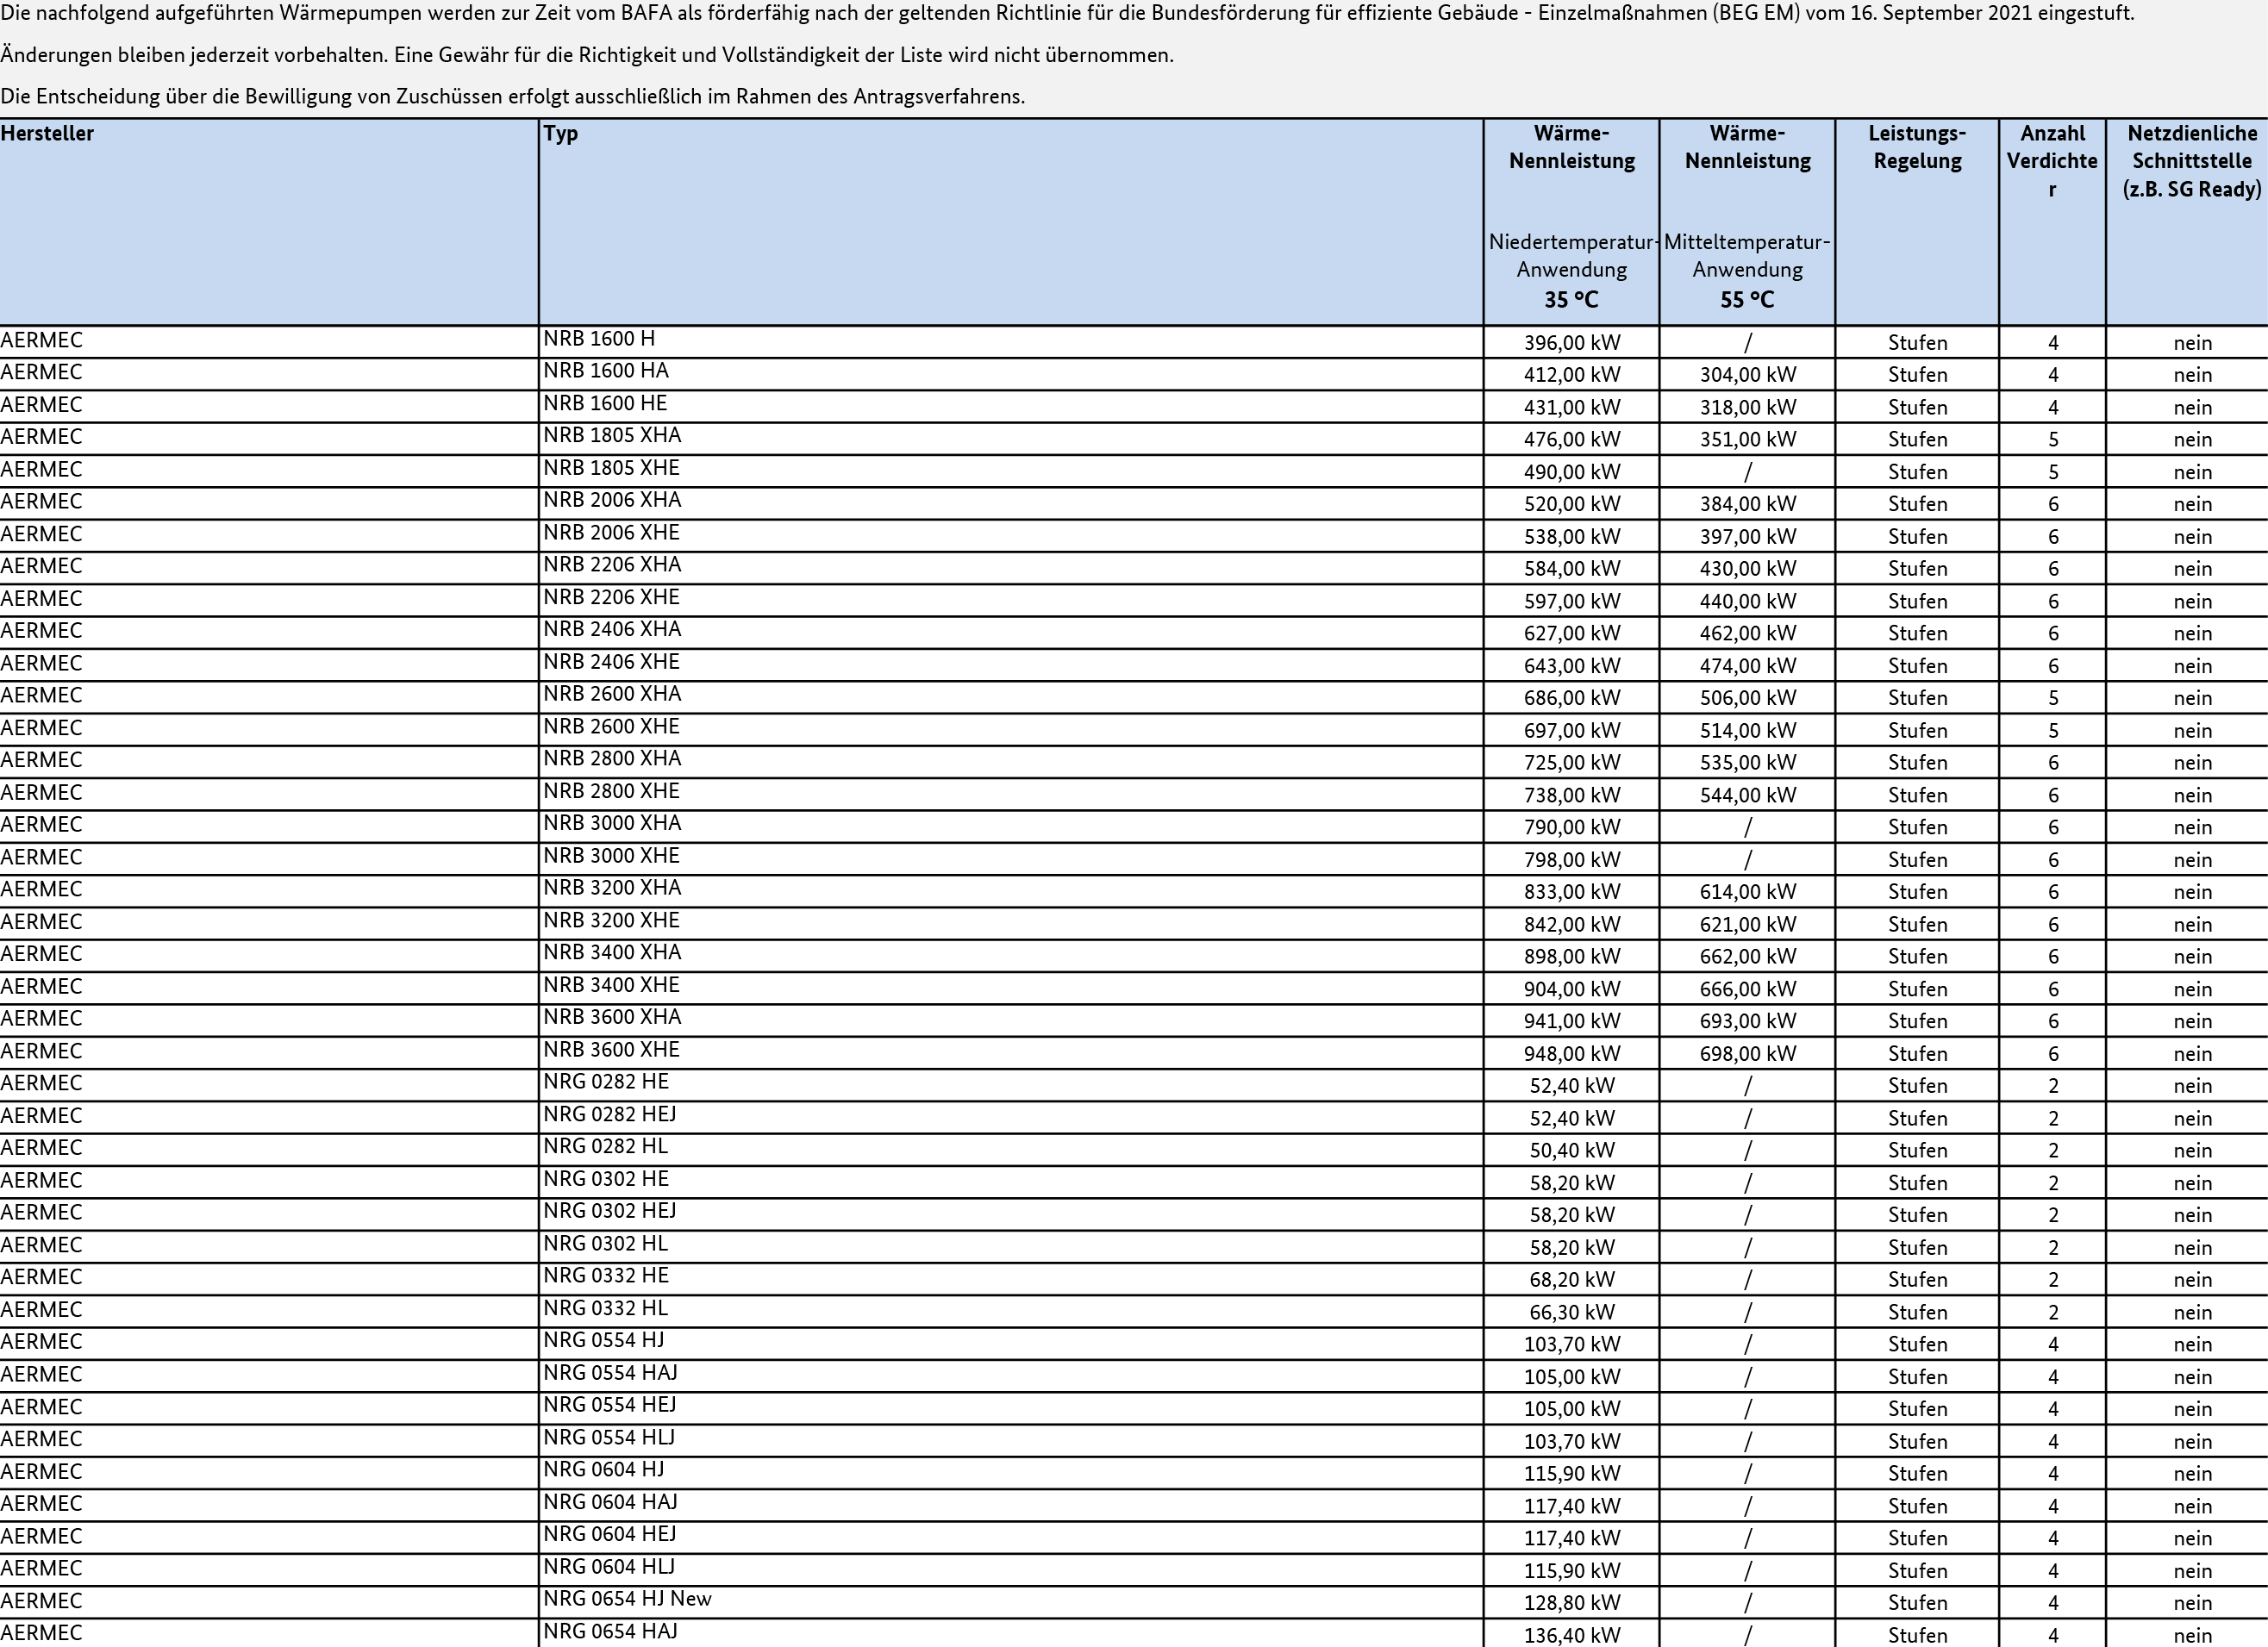 Die nachfolgend aufgeführten Wärmepumpen werden zur Zeit vom BAFA als förderfähig nach der geltenden Richtlinie für die Bundesförderung für effiziente Gebäude - Einzelmaßnahmen (BEG EM) vom 16. September 2021 eingestuft.
Änderungen bleiben jederzeit vorbehalten. Eine Gewähr für die Richtigkeit und Vollständigkeit der Liste wird nicht übernommen.
Die Entscheidung über die Bewilligung von Zuschüssen erfolgt ausschließlich im Rahmen des Antragsverfahrens.
Hersteller Typ Wärme- Wärme- Leistungs- Anzahl Netzdienliche
Nennleistung Nennleistung Regelung Verdichte Schnittstelle
r (z.B. SG Ready)
Niedertemperatur- Mitteltemperatur-
Anwendung Anwendung
35 °C 55 °C
AERMEC NRB 1600 H 396,00 kW / Stufen 4 nein
AERMEC NRB 1600 HA 412,00 kW 304,00 kW Stufen 4 nein
AERMEC NRB 1600 HE 431,00 kW 318,00 kW Stufen 4 nein
AERMEC NRB 1805 XHA 476,00 kW 351,00 kW Stufen 5 nein
AERMEC NRB 1805 XHE 490,00 kW / Stufen 5 nein
AERMEC NRB 2006 XHA 520,00 kW 384,00 kW Stufen 6 nein
AERMEC NRB 2006 XHE 538,00 kW 397,00 kW Stufen 6 nein
AERMEC NRB 2206 XHA 584,00 kW 430,00 kW Stufen 6 nein
AERMEC NRB 2206 XHE 597,00 kW 440,00 kW Stufen 6 nein
AERMEC NRB 2406 XHA 627,00 kW 462,00 kW Stufen 6 nein
AERMEC NRB 2406 XHE 643,00 kW 474,00 kW Stufen 6 nein
AERMEC NRB 2600 XHA 686,00 kW 506,00 kW Stufen 5 nein
AERMEC NRB 2600 XHE 697,00 kW 514,00 kW Stufen 5 nein
AERMEC NRB 2800 XHA 725,00 kW 535,00 kW Stufen 6 nein
AERMEC NRB 2800 XHE 738,00 kW 544,00 kW Stufen 6 nein
AERMEC NRB 3000 XHA 790,00 kW / Stufen 6 nein
AERMEC NRB 3000 XHE 798,00 kW / Stufen 6 nein
AERMEC NRB 3200 XHA 833,00 kW 614,00 kW Stufen 6 nein
AERMEC NRB 3200 XHE 842,00 kW 621,00 kW Stufen 6 nein
AERMEC NRB 3400 XHA 898,00 kW 662,00 kW Stufen 6 nein
AERMEC NRB 3400 XHE 904,00 kW 666,00 kW Stufen 6 nein
AERMEC NRB 3600 XHA 941,00 kW 693,00 kW Stufen 6 nein
AERMEC NRB 3600 XHE 948,00 kW 698,00 kW Stufen 6 nein
AERMEC NRG 0282 HE 52,40 kW / Stufen 2 nein
AERMEC NRG 0282 HEJ 52,40 kW / Stufen 2 nein
AERMEC NRG 0282 HL 50,40 kW / Stufen 2 nein
AERMEC NRG 0302 HE 58,20 kW / Stufen 2 nein
AERMEC NRG 0302 HEJ 58,20 kW / Stufen 2 nein
AERMEC NRG 0302 HL 58,20 kW / Stufen 2 nein
AERMEC NRG 0332 HE 68,20 kW / Stufen 2 nein
AERMEC NRG 0332 HL 66,30 kW / Stufen 2 nein
AERMEC NRG 0554 HJ 103,70 kW / Stufen 4 nein
AERMEC NRG 0554 HAJ 105,00 kW / Stufen 4 nein
AERMEC NRG 0554 HEJ 105,00 kW / Stufen 4 nein
AERMEC NRG 0554 HLJ 103,70 kW / Stufen 4 nein
AERMEC NRG 0604 HJ 115,90 kW / Stufen 4 nein
AERMEC NRG 0604 HAJ 117,40 kW / Stufen 4 nein
AERMEC NRG 0604 HEJ 117,40 kW / Stufen 4 nein
AERMEC NRG 0604 HLJ 115,90 kW / Stufen 4 nein
AERMEC NRG 0654 HJ New 128,80 kW / Stufen 4 nein
AERMEC NRG 0654 HAJ 136,40 kW / Stufen 4 nein